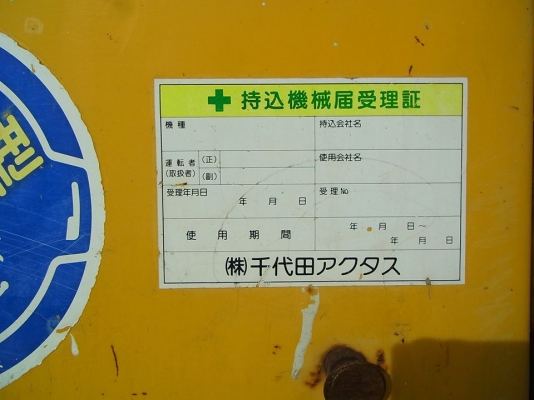 持込機械届受理証
機種
持込会社名
運転者
(取扱者)
(正)
(副)
使用会社名
受理年月日
年 月 日
受理No
使用期間
年 月 日～
年 月 日
(株)千代田アクタス
型